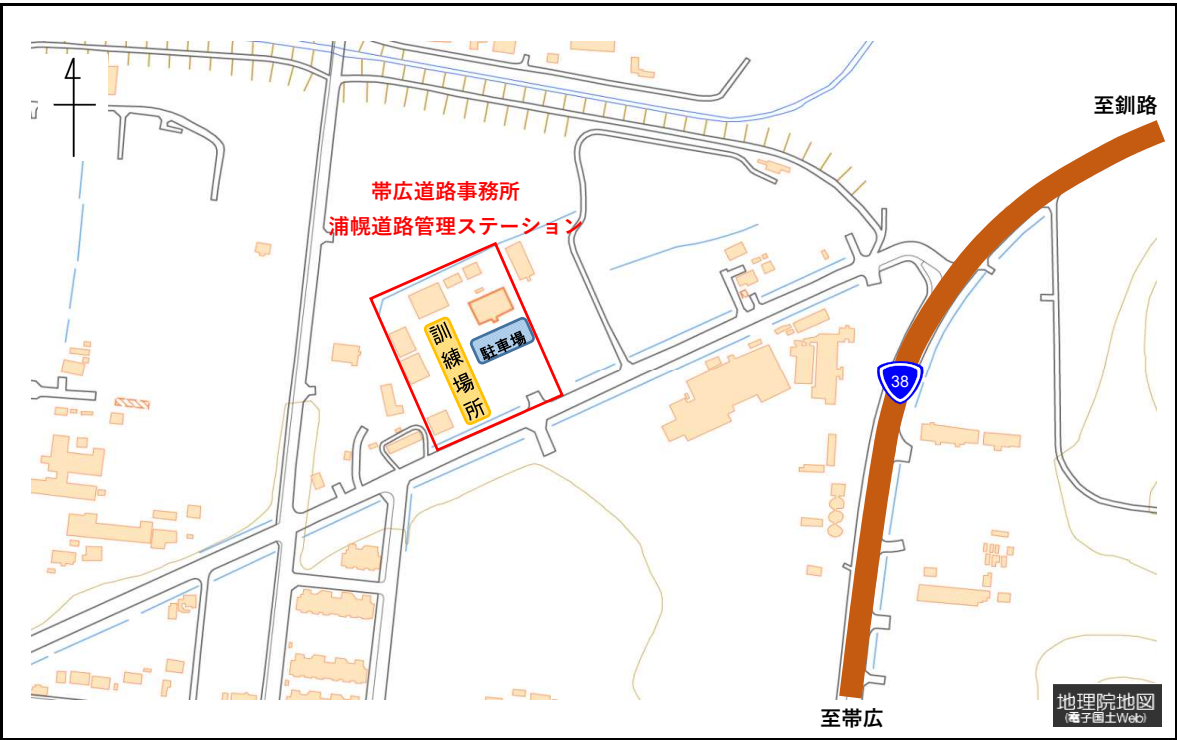 至釧路
帯広道路事務所
浦幌道路管理ステーション
訓練場所
駐車場
38
至帯広
地理院地図
(電子国土Web)